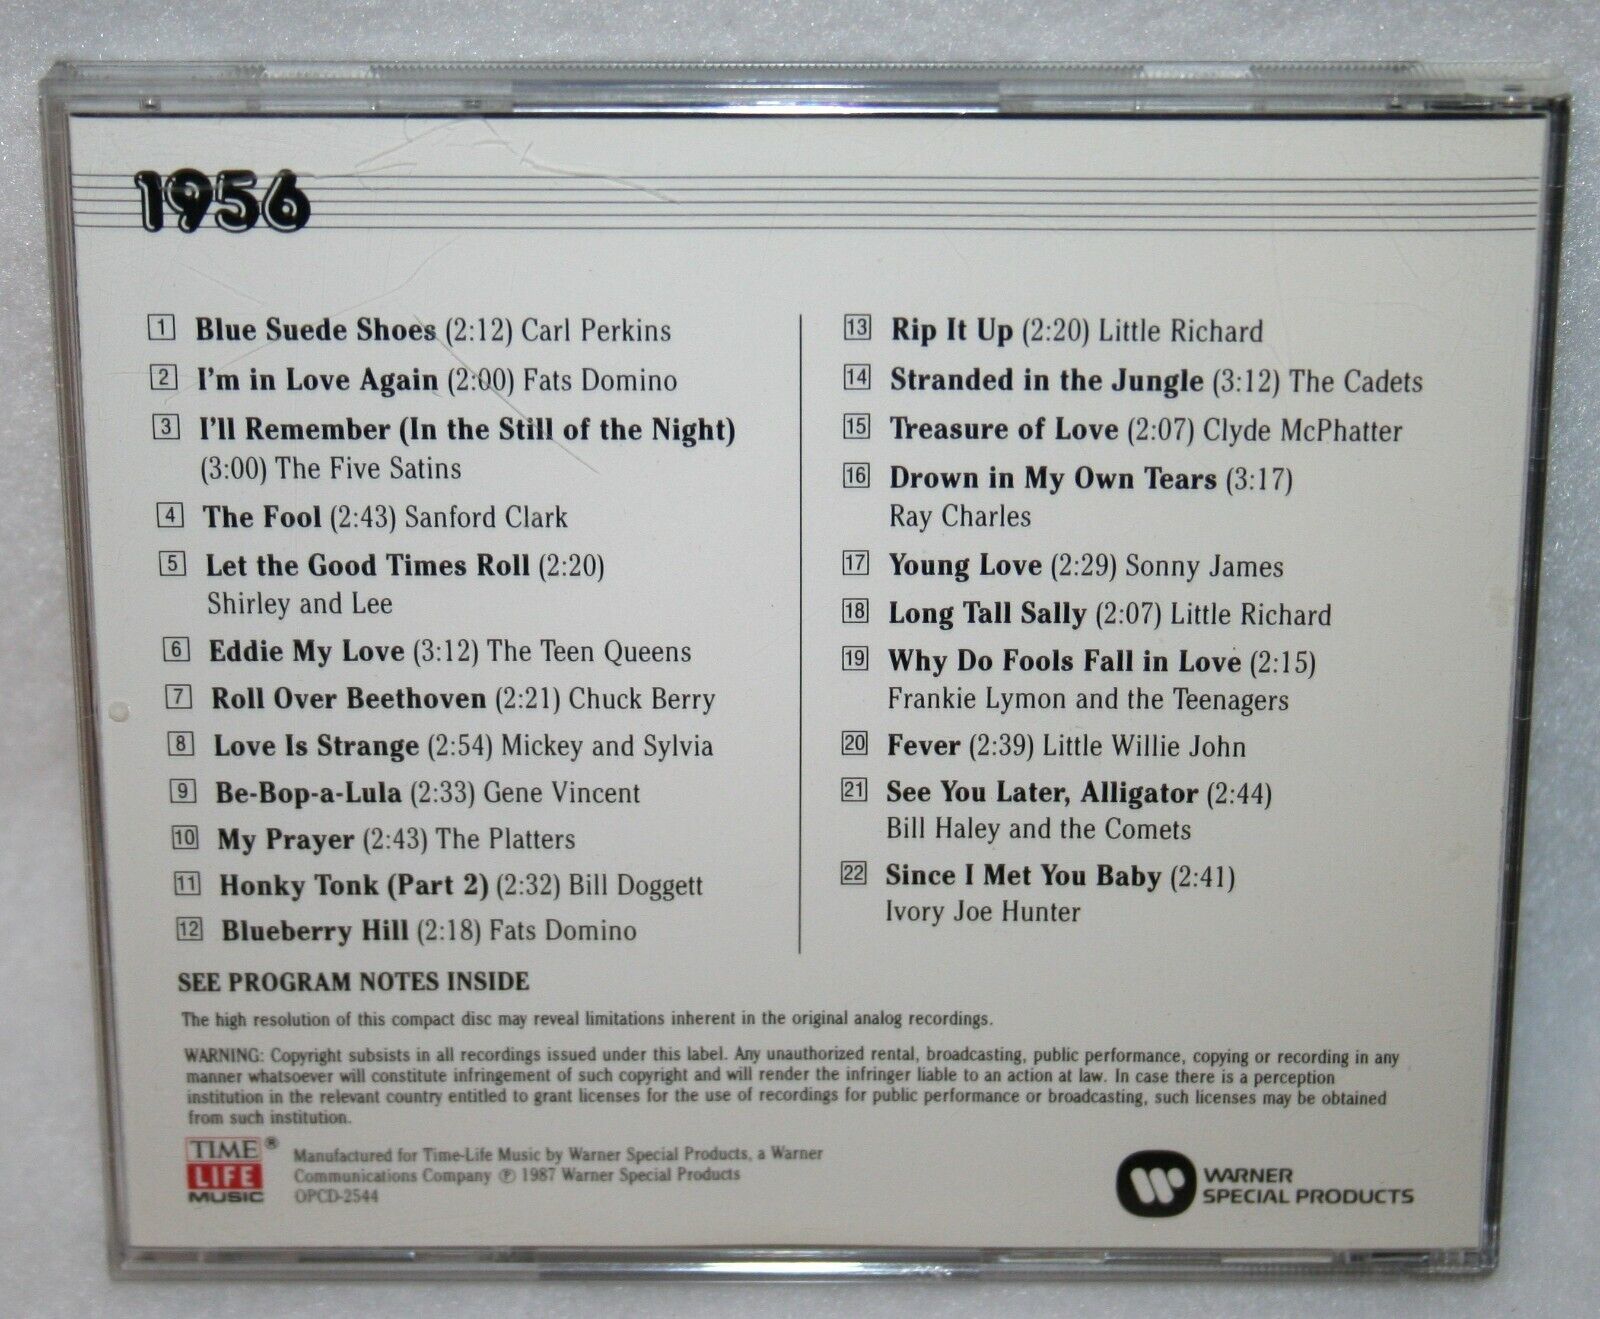 1956
1 Blue Suede Shoes (2:12) Carl Perkins
2 I'm in Love Again (2:00) Fats Domino
3 I'll Remember (In the Still of the Night)
(3:00) The Five Satins
4 The Fool (2:43) Sanford Clark
5 Let the Good Times Roll (2:20)
Shirley and Lee
6 Eddie My Love (3:12) The Teen Queens
7 Roll Over Beethoven (2:21) Chuck Berry
8 Love Is Strange (2:54) Mickey and Sylvia
9 Be-Bop-a-Lula (2:33) Gene Vincent
10 My Prayer (2:43) The Platters
11 Honky Tonk (Part 2) (2:32) Bill Doggett
12 Blueberry Hill (2:18) Fats Domino
13 Rip It Up (2:20) Little Richard
14 Stranded in the Jungle (3:12) The Cadets
15 Treasure of Love (2:07) Clyde McPhatter
16 Drown in My Own Tears (3:17)
Ray Charles
17 Young Love (2:29) Sonny James
18 Long Tall Sally (2:07) Little Richard
19 Why Do Fools Fall in Love (2:15)
Frankie Lymon and the Teenagers
20 Fever (2:39) Little Willie John
21 See You Later, Alligator (2:44)
Bill Haley and the Comets
22 Since I Met You Baby (2:41)
Ivory Joe Hunter
SEE PROGRAM NOTES INSIDE
The high resolution of this compact disc may reveal limitations inherent in the original analog recordings.
WARNING: Copyright subsists in all recordings issued under this label. Any unauthorized rental, broadcasting, public performance, copying or recording in any
manner whatsoever will constitute infringement of such copyright and will render the infringer liable to an action at law. In case there is a perception
institution in the relevant country entitled to grant licenses for the use of recordings for public performance or broadcasting, such licenses may be obtained
from such institution.
TIME ®
LIFE
MUSIC
Manufactured for Time-Life Music by Warner Special Products, a Warner
Communications Company ℗ 1987 Warner Special Products
OPCD-2544
WARNER
SPECIAL PRODUCTS